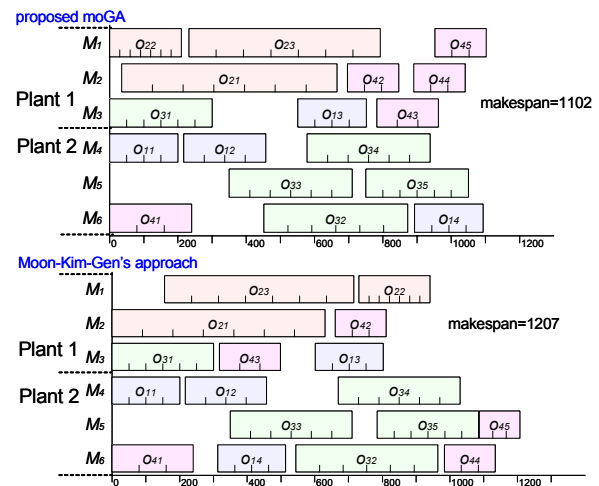 proposed moGA
M1 O22 O23 O45
M2 O21 O42 O44
Plant 1
makespan=1102
M3 O31 O13 O43
Plant 2 M4 O11 O12 O34
M5 O33 O35
M6 O41 O32 O14
0 200 400 600 800 1000 1200
Moon-Kim-Gen's approach
M1 O23 O22
M2 O21 O42
makespan=1207
Plant 1
M3 O31 O43 O13
Plant 2 M4 O11 O12 O34
M5 O33 O35 O45
M6 O41 O14 O32 O44
0 200 400 600 800 1000 1200